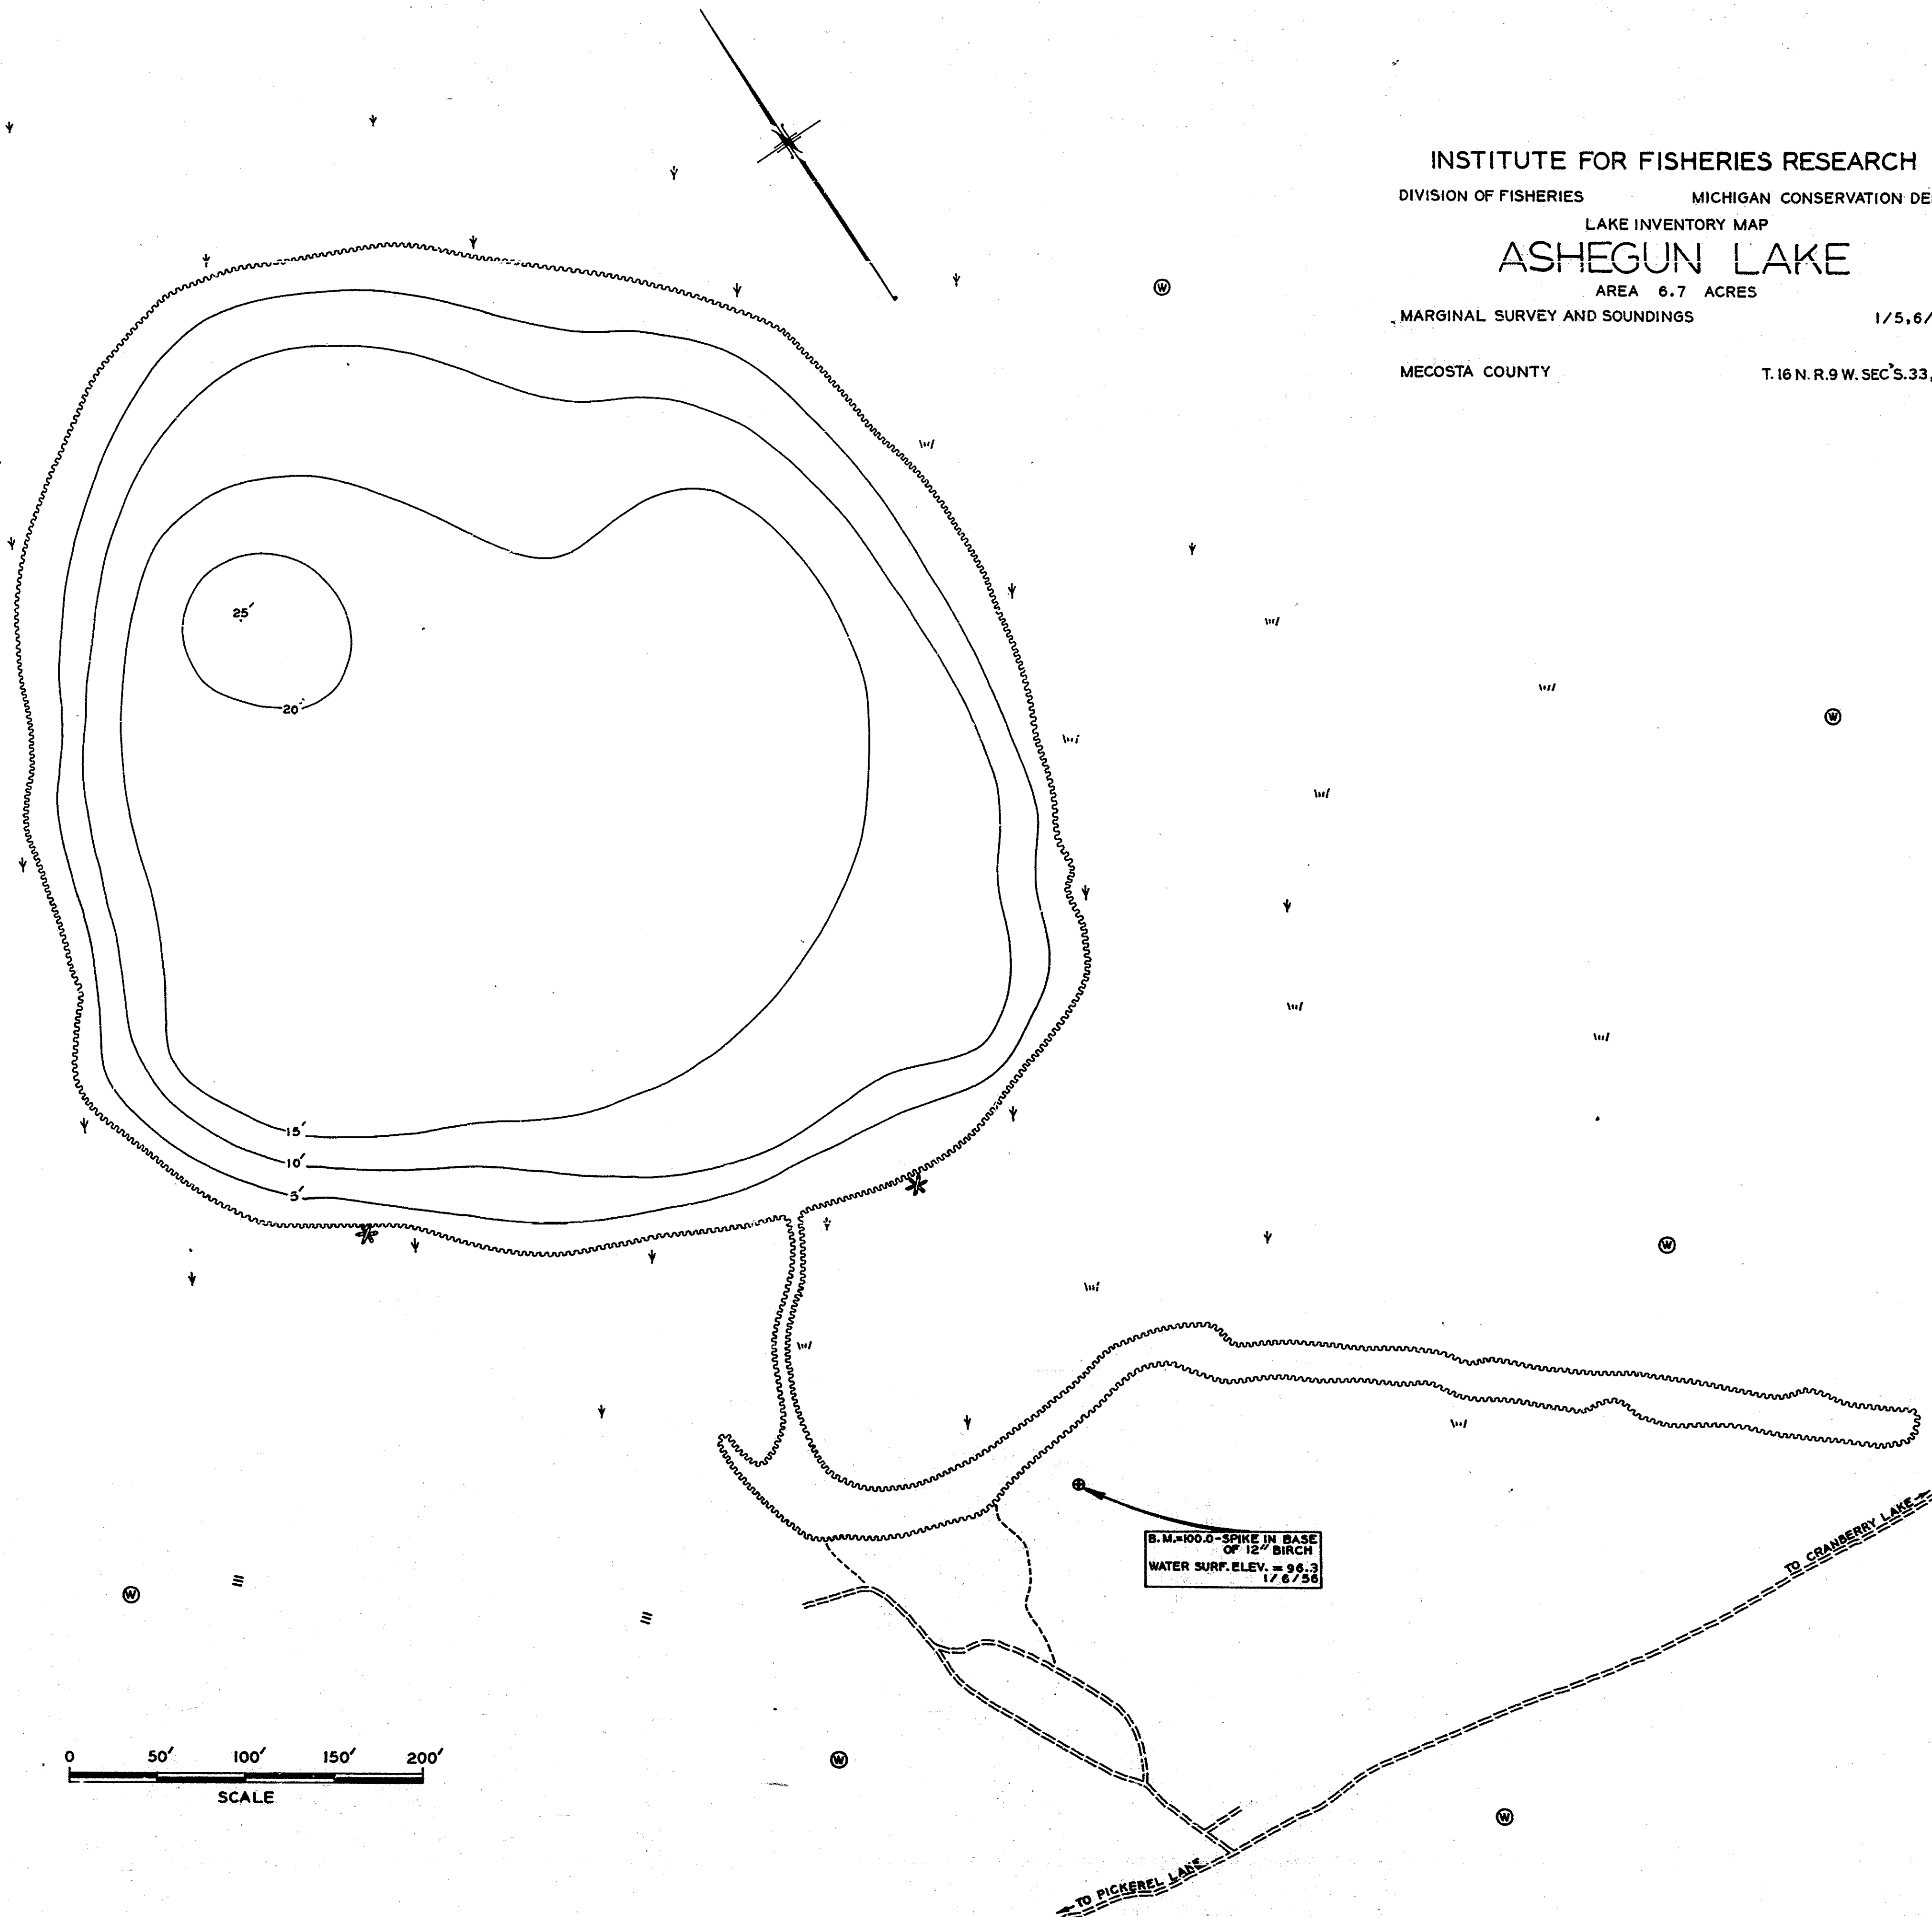 INSTITUTE FOR FISHERIES RESEARCH
DIVISION OF FISHERIES MICHIGAN CONSERVATION DE
LAKE INVENTORY MAP
ASHEGUN LAKE
AREA 6.7 ACRES
MARGINAL SURVEY AND SOUNDINGS 1/5,6/
MECOSTA COUNTY T.16 N. R.9 W. SEC'S.33,
W
25'
20'
W
15'
10'
5'
W
B.M.=100.0-SPIKE IN BASE
OF 12" BIRCH
WATER SURF. ELEV. = 96.3
1/6/56
TO CRANBERRY LAKE
W
0 50' 100' 150' 200'
SCALE
W
W
TO PICKEREL LAKE